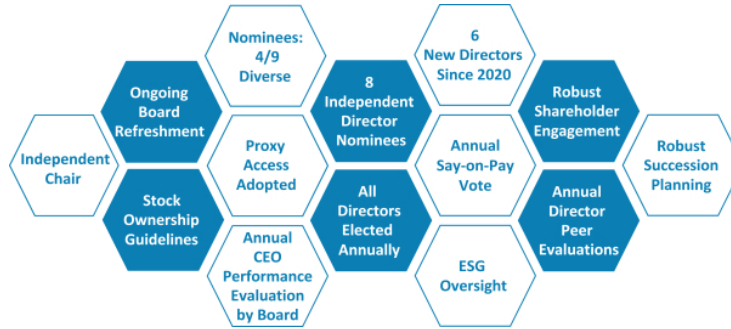 Nominees:
4/9
Diverse
6
New Directors
Since 2020
Ongoing
Board
Refreshment
8
Independent
Director
Nominees
Robust
Shareholder
Engagement
Independent
Chair
Proxy
Access
Adopted
Annual
Say-on-Pay
Vote
Robust
Succession
Planning
Stock
Ownership
Guidelines
All
Directors
Elected
Annually
Annual
Director
Peer
Evaluations
Annual
CEO
Performance
Evaluation
by Board
ESG
Oversight